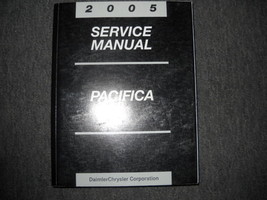 2005
SERVICE
MANUAL
PACIFICA
DaimlerChrysler Corporation